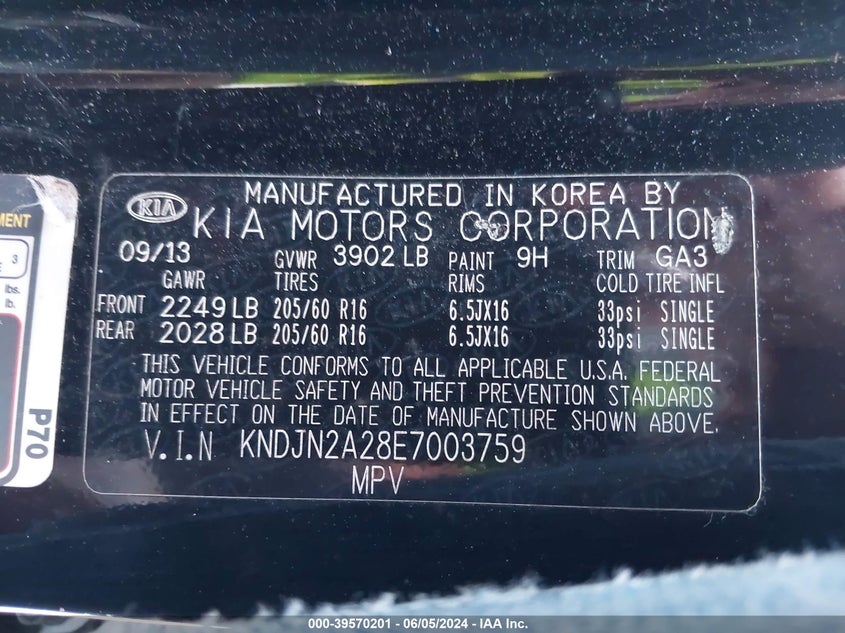 MENT
3
E
lbs.
lb.
P70
KIA
MANUFACTURED IN KOREA BY
KIA MOTORS CORPORATION
09/13 GVWR 3902 LB PAINT 9H TRIM GA3
GAWR TIRES RIMS COLD TIRE INFL
FRONT 2249 LB 205/60 R16 6.5JX16 33psi SINGLE
REAR 2028 LB 205/60 R16 6.5JX16 33psi SINGLE
THIS VEHICLE CONFORMS TO ALL APPLICABLE U.S.A. FEDERAL
MOTOR VEHICLE SAFETY AND THEFT PREVENTION STANDARDS
IN EFFECT ON THE DATE OF MANUFACTURE SHOWN ABOVE.
V.I.N KNDJN2A28E7003759
MPV
000-39570201 - 06/05/2024 - IAA Inc.